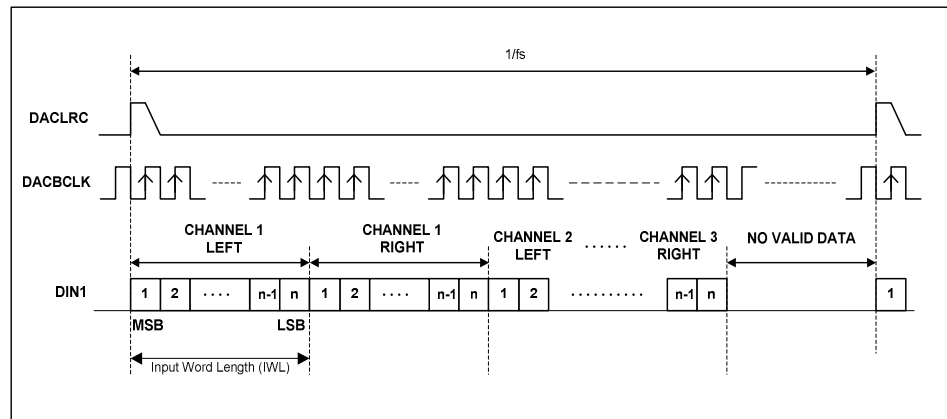 1/fs
DACLRC
DACBCLK
CHANNEL 1
LEFT
CHANNEL 1
RIGHT
CHANNEL 2
LEFT
CHANNEL 3
RIGHT
NO VALID DATA
DIN1
1 2 n-1 n 1 2 n-1 n 1 2 n-1 n 1
MSB
LSB
Input Word Length (IWL)